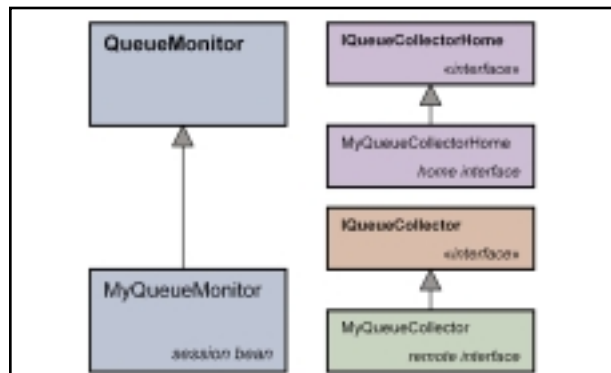 QueueMonitor
MyQueueMonitor
session bean
IQueueCollectorHome
«interface»
MyQueueCollectorHome
home interface
IQueueCollector
«interface»
MyQueueCollector
remote interface